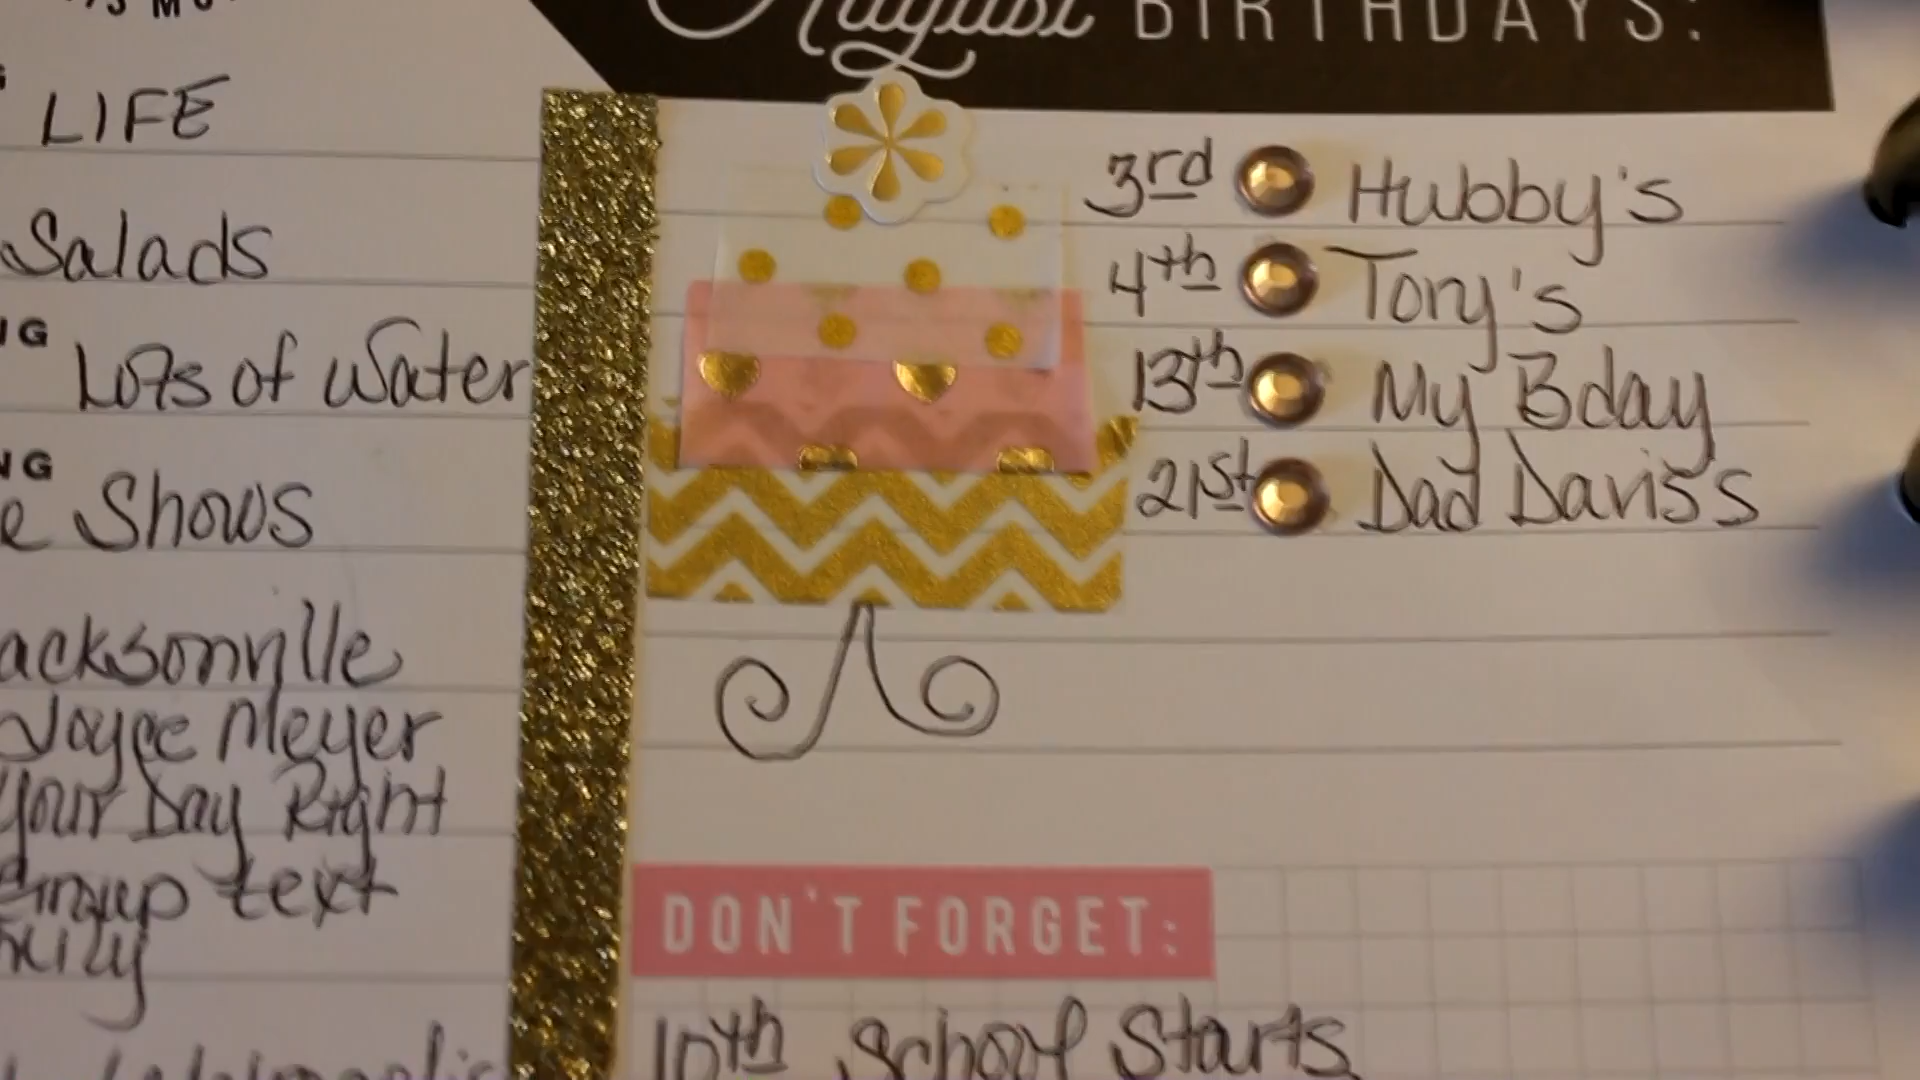 LIFE
Salads
Lots of Water
Shows
Joyce Meyer
Your Day Right
text
August BIRTHDAYS:
3rd Hubby's
4th Tory's
13th My Bday
21st Dad Davis's
DON'T FORGET:
10th School Starts